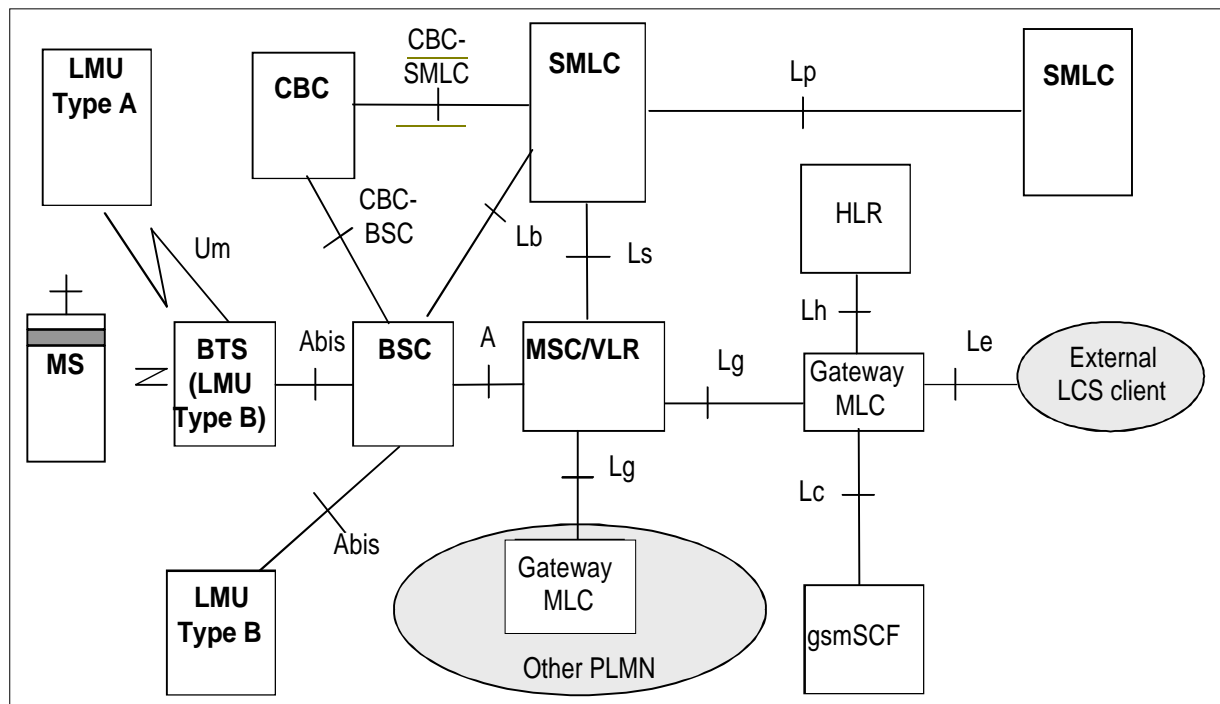 LMU
Type A
CBC
CBC-
SMLC
SMLC
Lp
SMLC
HLR
CBC-
BSC
Lb
Ls
Um
Lh
MS
BTS
(LMU
Type B)
Abis
BSC
A
MSC/VLR
Lg
Gateway
MLC
Le
External
LCS client
Lg
Lc
Abis
LMU
Type B
Gateway
MLC
Other PLMN
gsmSCF